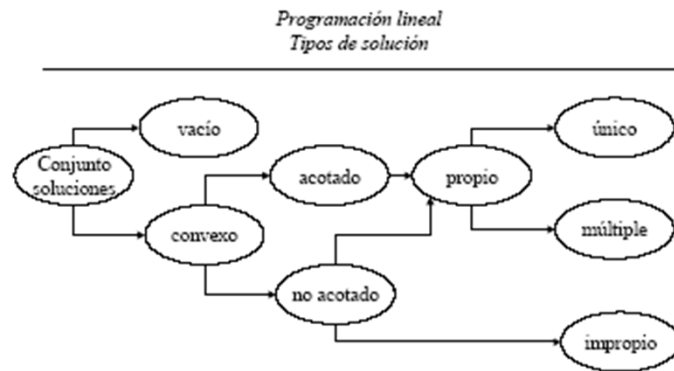 Programación lineal
Tipos de solución
vacío
único
Conjunto
soluciones
acotado
propio
convexo
múltiple
no acotado
impropio